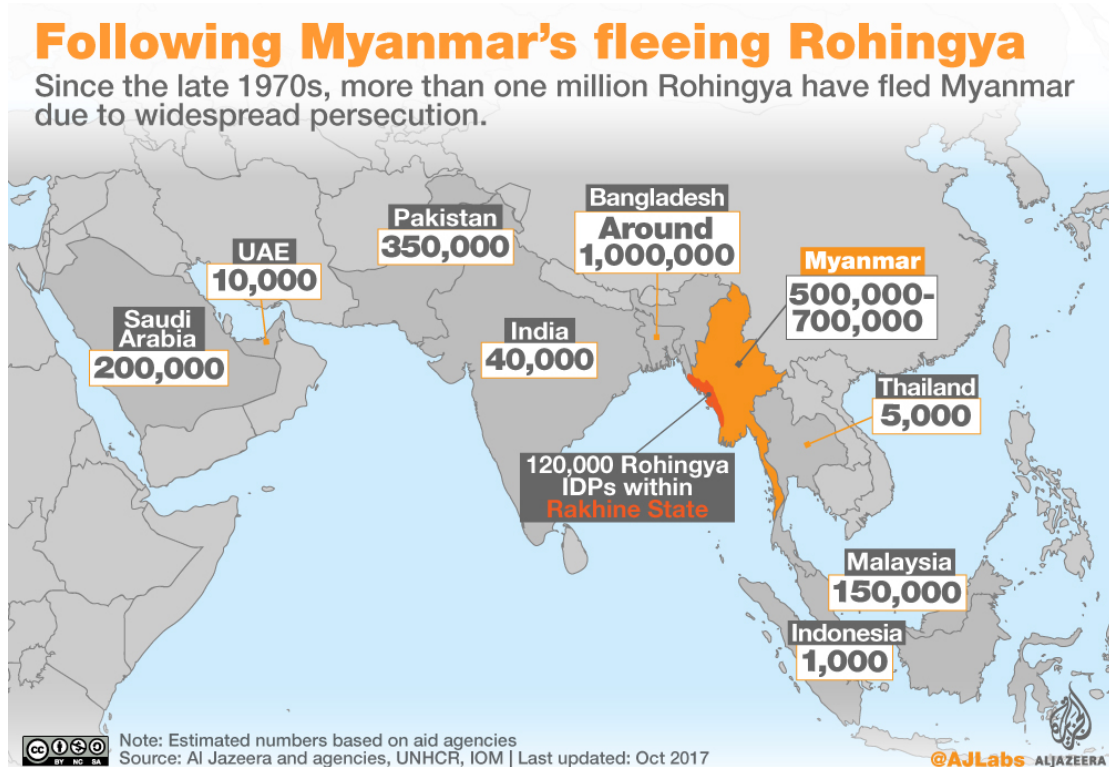 Following Myanmar's fleeing Rohingya
Since the late 1970s, more than one million Rohingya have fled Myanmar
due to widespread persecution.
Bangladesh
Around
1,000,000
Pakistan
350,000
UAE
10,000
Myanmar
500,000-
700,000
Saudi
Arabia
200,000
India
40,000
Thailand
5,000
120,000 Rohingya
IDPs within
Rakhine State
Malaysia
150,000
Indonesia
1,000
cc
BY NC SA
Note: Estimated numbers based on aid agencies
Source: Al Jazeera and agencies, UNHCR, IOM | Last updated: Oct 2017
@AJLabs ALJAZEERA